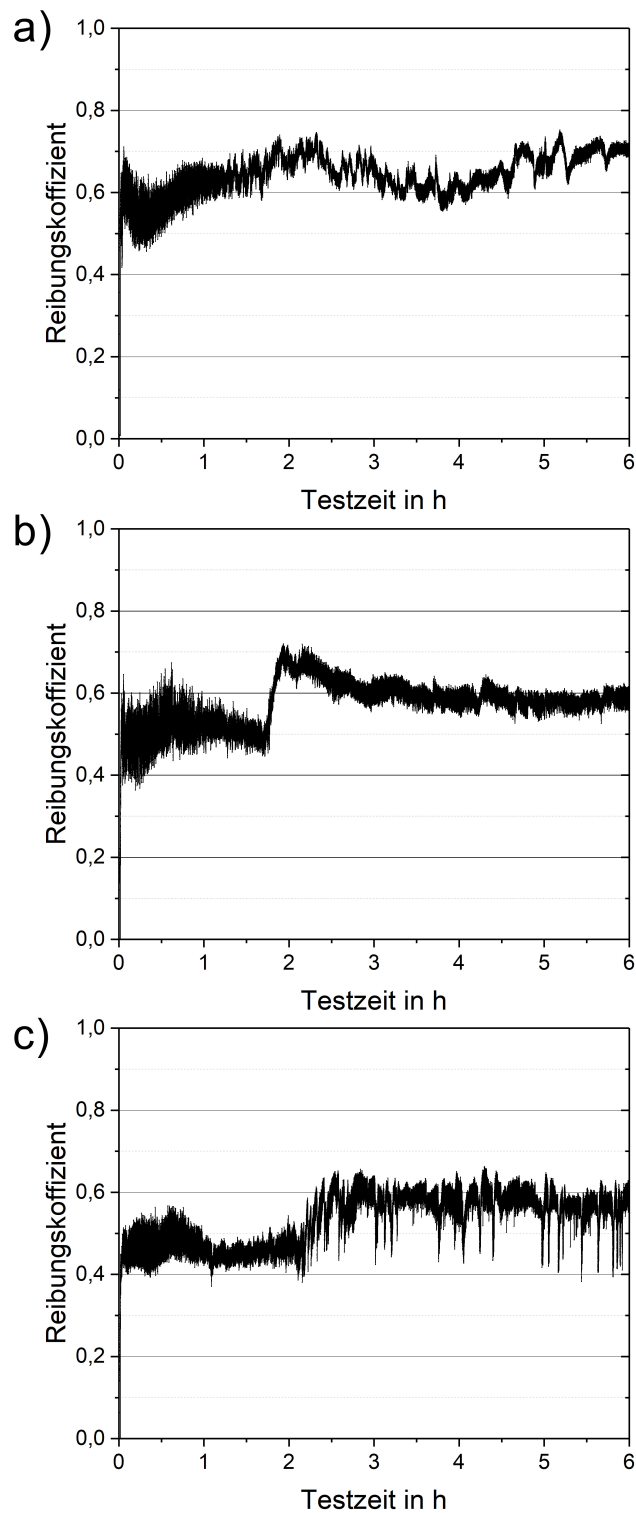 a)
1,0
0,8
0,6
0,4
0,2
0,0
Reibungskoffizient
0 1 2 3 4 5 6
Testzeit in h
b)
1,0
0,8
0,6
0,4
0,2
0,0
Reibungskoffizient
0 1 2 3 4 5 6
Testzeit in h
c)
1,0
0,8
0,6
0,4
0,2
0,0
Reibungskoffizient
0 1 2 3 4 5 6
Testzeit in h